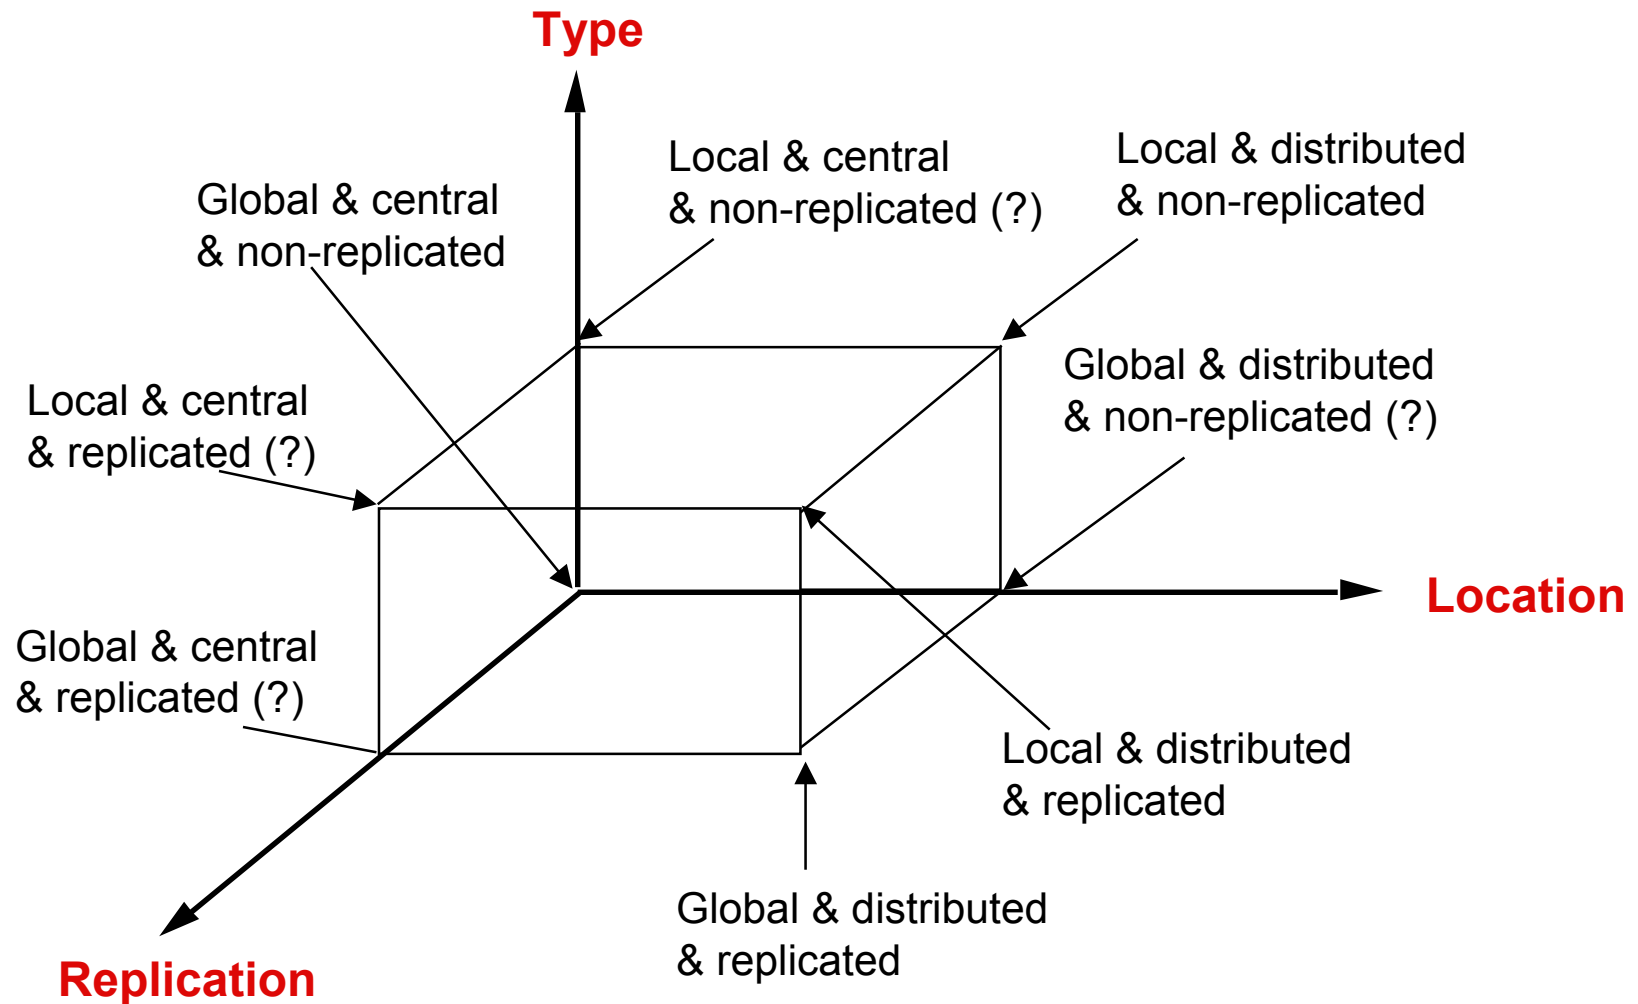 Type
Local & central
& non-replicated (?)
Local & distributed
& non-replicated
Global & central
& non-replicated
Global & distributed
& non-replicated (?)
Local & central
& replicated (?)
Location
Global & central
& replicated (?)
Local & distributed
& replicated
Global & distributed
& replicated
Replication